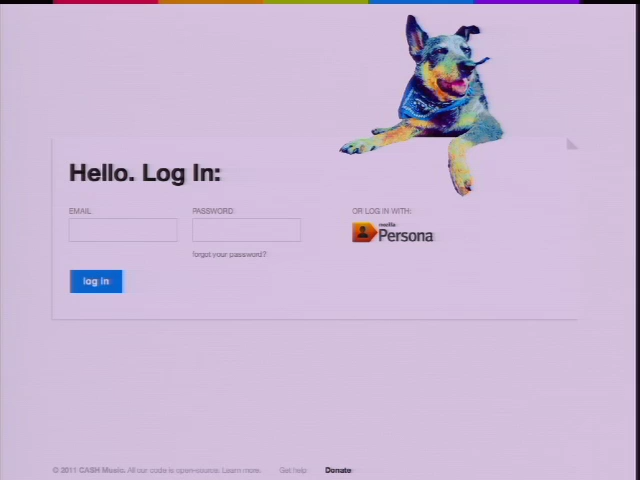 Hello. Log In:
EMAIL
PASSWORD
OR LOG IN WITH:
mozilla
Persona
forgot your password?
log in
© 2011 CASH Music. All our code is open-source. Learn more. Get help Donate